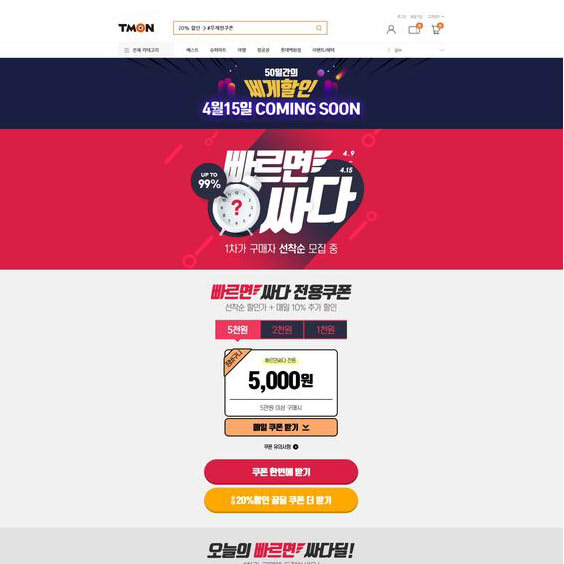 로그인 회원가입 고객센터
TMON
20% 할인 -> #무제한쿠폰
전체 카테고리 베스트 슈퍼마트 여행 항공권 롯데백화점 이벤트/혜택
50일간의
쎄게할인
4월15일 COMING SOON
UP TO
99%
빠르면
싸다
4.9
4.15
?
1차가 구매자 선착순 모집 중
빠르면 싸다 전용쿠폰
선착순 할인가 + 매일 10% 추가 할인
5천원 2천원 1천원
장바구니
빠르면싸다 전용
5,000원
5만원 이상 구매시
매일 쿠폰 받기
쿠폰 유의사항
쿠폰 한번에 받기
20%할인 꿀딜 쿠폰 더 받기
오늘의 빠르면 싸다딜!